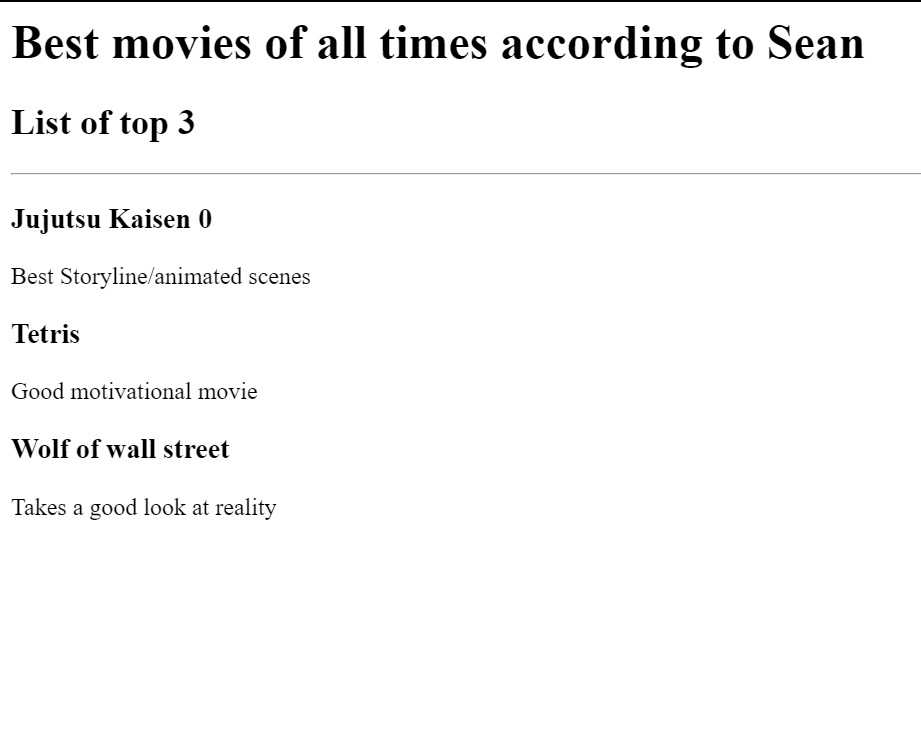 Best movies of all times according to Sean
List of top 3
Jujutsu Kaisen 0
Best Storyline/animated scenes
Tetris
Good motivational movie
Wolf of wall street
Takes a good look at reality